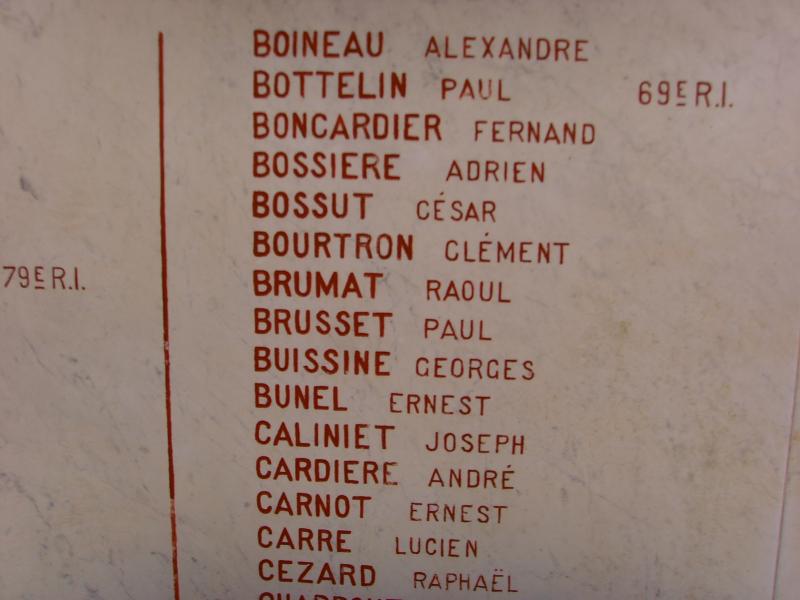 BOINEAU ALEXANDRE
BOTTELIN PAUL 69E R.I.
BONCARDIER FERNAND
BOSSIERE ADRIEN
BOSSUT CÉSAR
BOURTRON CLÉMENT
79E R.I.
BRUMAT RAOUL
BRUSSET PAUL
BUISSINE GEORGES
BUNEL ERNEST
CALINIET JOSEPH
CARDIERE ANDRÉ
CARNOT ERNEST
CARRE LUCIEN
CEZARD RAPHAËL